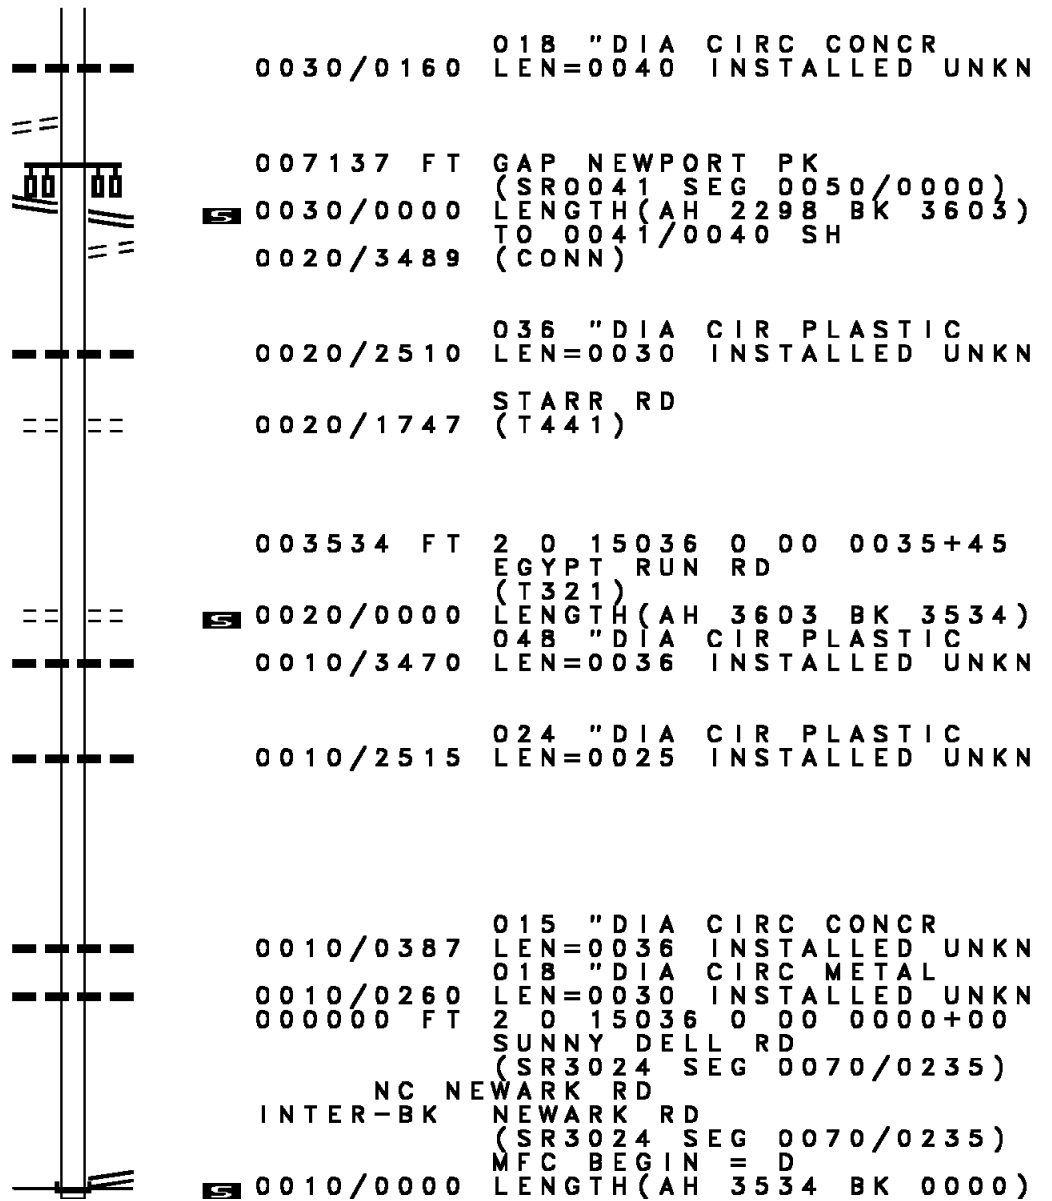 018 "DIA CIRC CONCR
0030/0160 LEN=0040 INSTALLED UNKN
007137 FT GAP NEWPORT PK
(SR0041 SEG 0050/0000)
S 0030/0000 LENGTH(AH 2298 BK 3603)
TO 0041/0040 SH
0020/3489 (CONN)
036 "DIA CIR PLASTIC
0020/2510 LEN=0030 INSTALLED UNKN
STARR RD
0020/1747 (T441)
003534 FT 2 0 15036 0 00 0035+45
EGYPT RUN RD
(T321)
S 0020/0000 LENGTH(AH 3603 BK 3534)
048 "DIA CIR PLASTIC
0010/3470 LEN=0036 INSTALLED UNKN
024 "DIA CIR PLASTIC
0010/2515 LEN=0025 INSTALLED UNKN
015 "DIA CIRC CONCR
0010/0387 LEN=0036 INSTALLED UNKN
018 "DIA CIRC METAL
0010/0260 LEN=0030 INSTALLED UNKN
000000 FT 2 0 15036 0 00 0000+00
SUNNY DELL RD
(SR3024 SEG 0070/0235)
NC NEWARK RD
INTER-BK NEWARK RD
(SR3024 SEG 0070/0235)
MFC BEGIN = D
S 0010/0000 LENGTH(AH 3534 BK 0000)